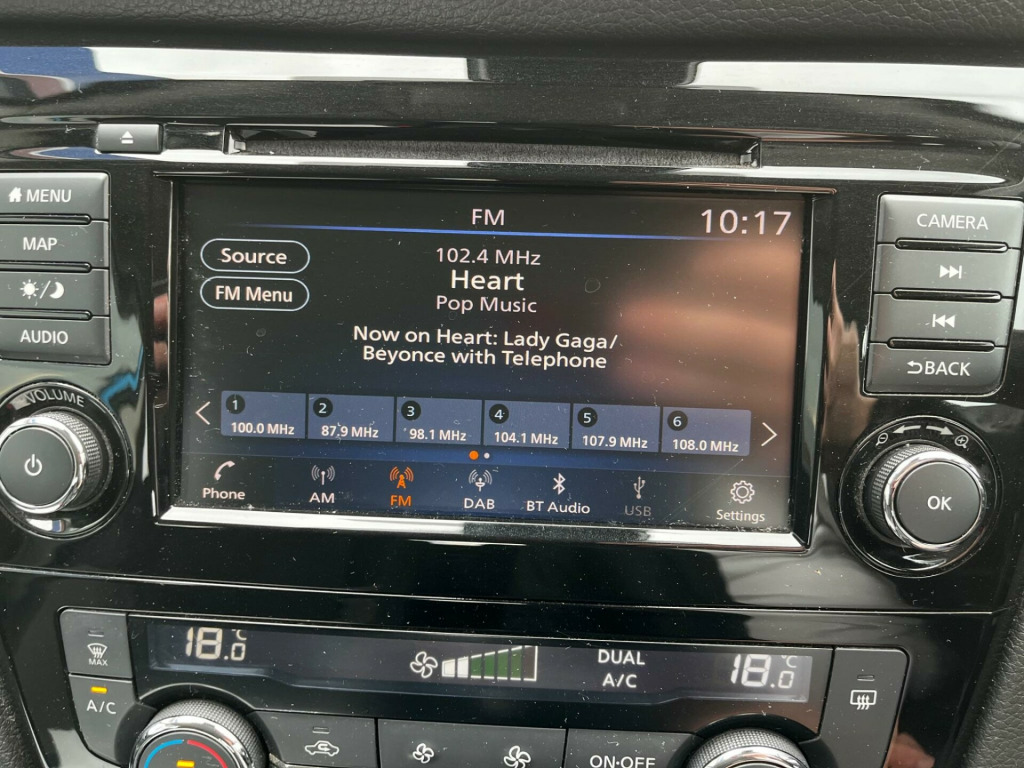 MENU
MAP
AUDIO
VOLUME
FM
10:17
Source
FM Menu
102.4 MHz
Heart
Pop Music
Now on Heart: Lady Gaga/
Beyonce with Telephone
1
100.0 MHz
2
87.9 MHz
3
98.1 MHz
4
104.1 MHz
5
107.9 MHz
6
108.0 MHz
Phone
AM
FM
DAB
BT Audio
USB
Settings
CAMERA
BACK
OK
MAX
A/C
18.0 °C
DUAL
A/C
18.0 °C
ON·OFF